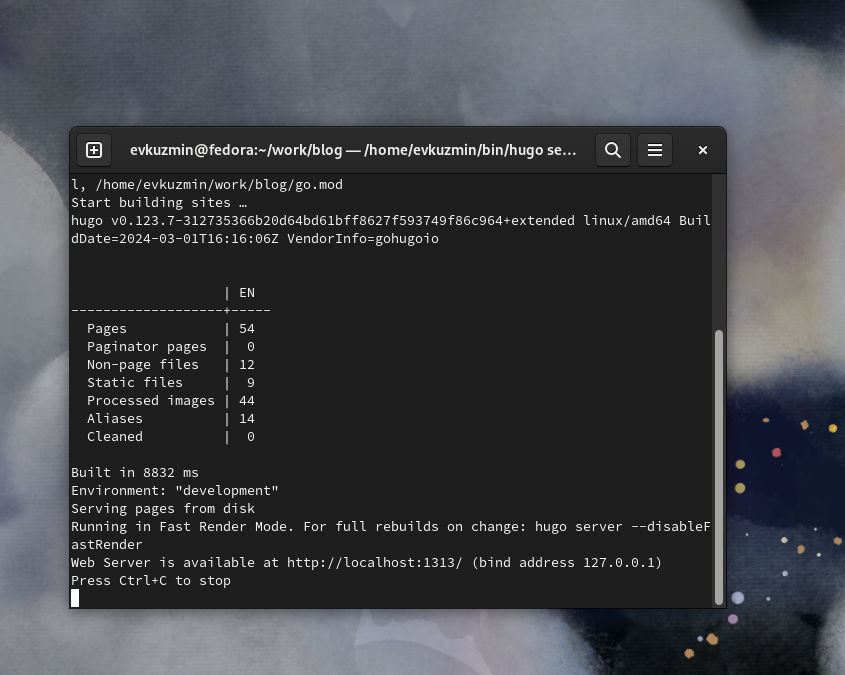 evkuzmin@fedora:~/work/blog — /home/evkuzmin/bin/hugo se…
l, /home/evkuzmin/work/blog/go.mod
Start building sites …
hugo v0.123.7-312735366b20d64bd61bff8627f593749f86c964+extended linux/amd64 Buil
dDate=2024-03-01T16:16:06Z VendorInfo=gohugoio
                   | EN
-------------------+-----
  Pages            | 54
  Paginator pages  |  0
  Non-page files   | 12
  Static files     |  9
  Processed images | 44
  Aliases          | 14
  Cleaned          |  0
Built in 8832 ms
Environment: "development"
Serving pages from disk
Running in Fast Render Mode. For full rebuilds on change: hugo server --disableF
astRender
Web Server is available at http://localhost:1313/ (bind address 127.0.0.1)
Press Ctrl+C to stop